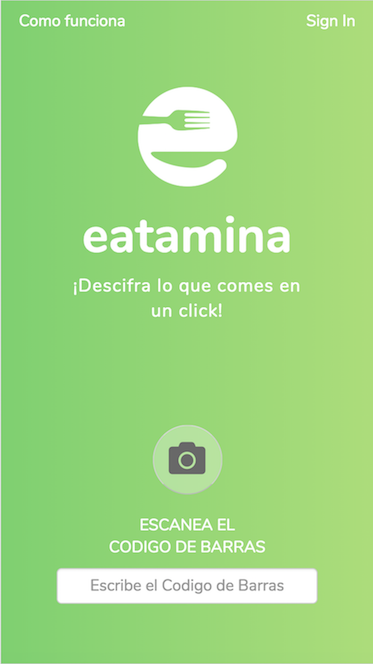 Como funciona
Sign In
eatamina
¡Descifra lo que comes en
un click!
ESCANEA EL
CODIGO DE BARRAS
Escribe el Codigo de Barras